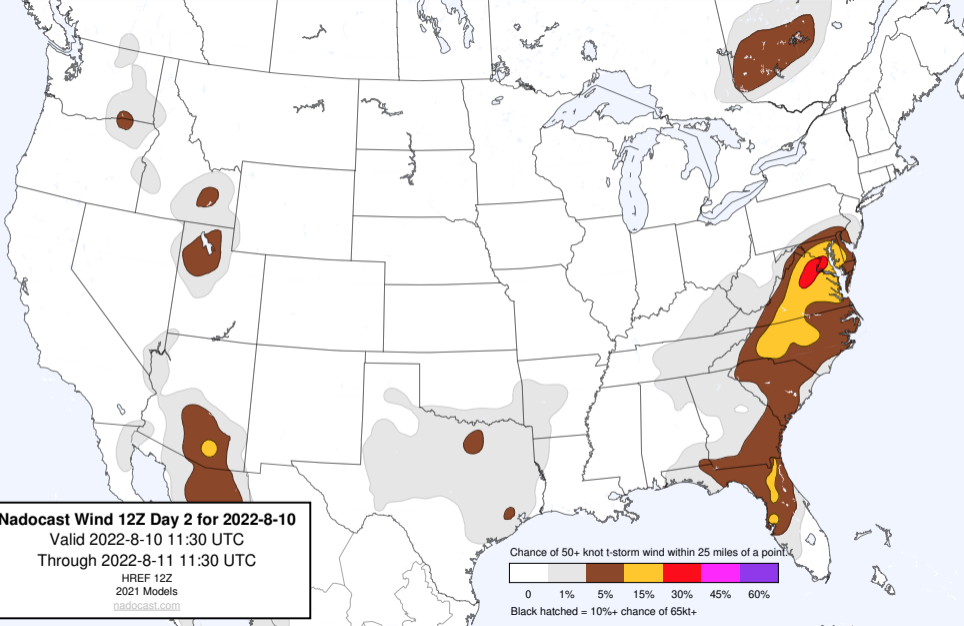 Nadocast Wind 12Z Day 2 for 2022-8-10
Valid 2022-8-10 11:30 UTC
Through 2022-8-11 11:30 UTC
HREF 12Z
2021 Models
nadocast.com
Chance of 50+ knot t-storm wind within 25 miles of a point.
0 1% 5% 15% 30% 45% 60%
Black hatched = 10%+ chance of 65kt+